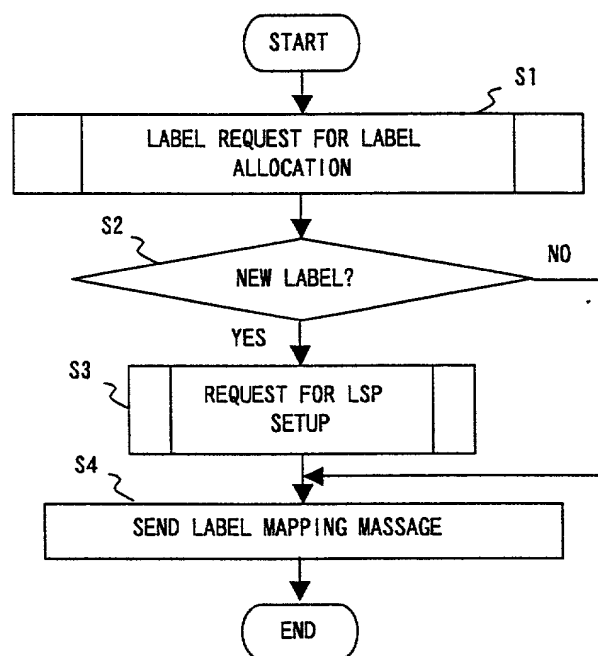 START
S1
LABEL REQUEST FOR LABEL
ALLOCATION
S2
NEW LABEL?
NO
YES
S3
REQUEST FOR LSP
SETUP
S4
SEND LABEL MAPPING MASSAGE
END